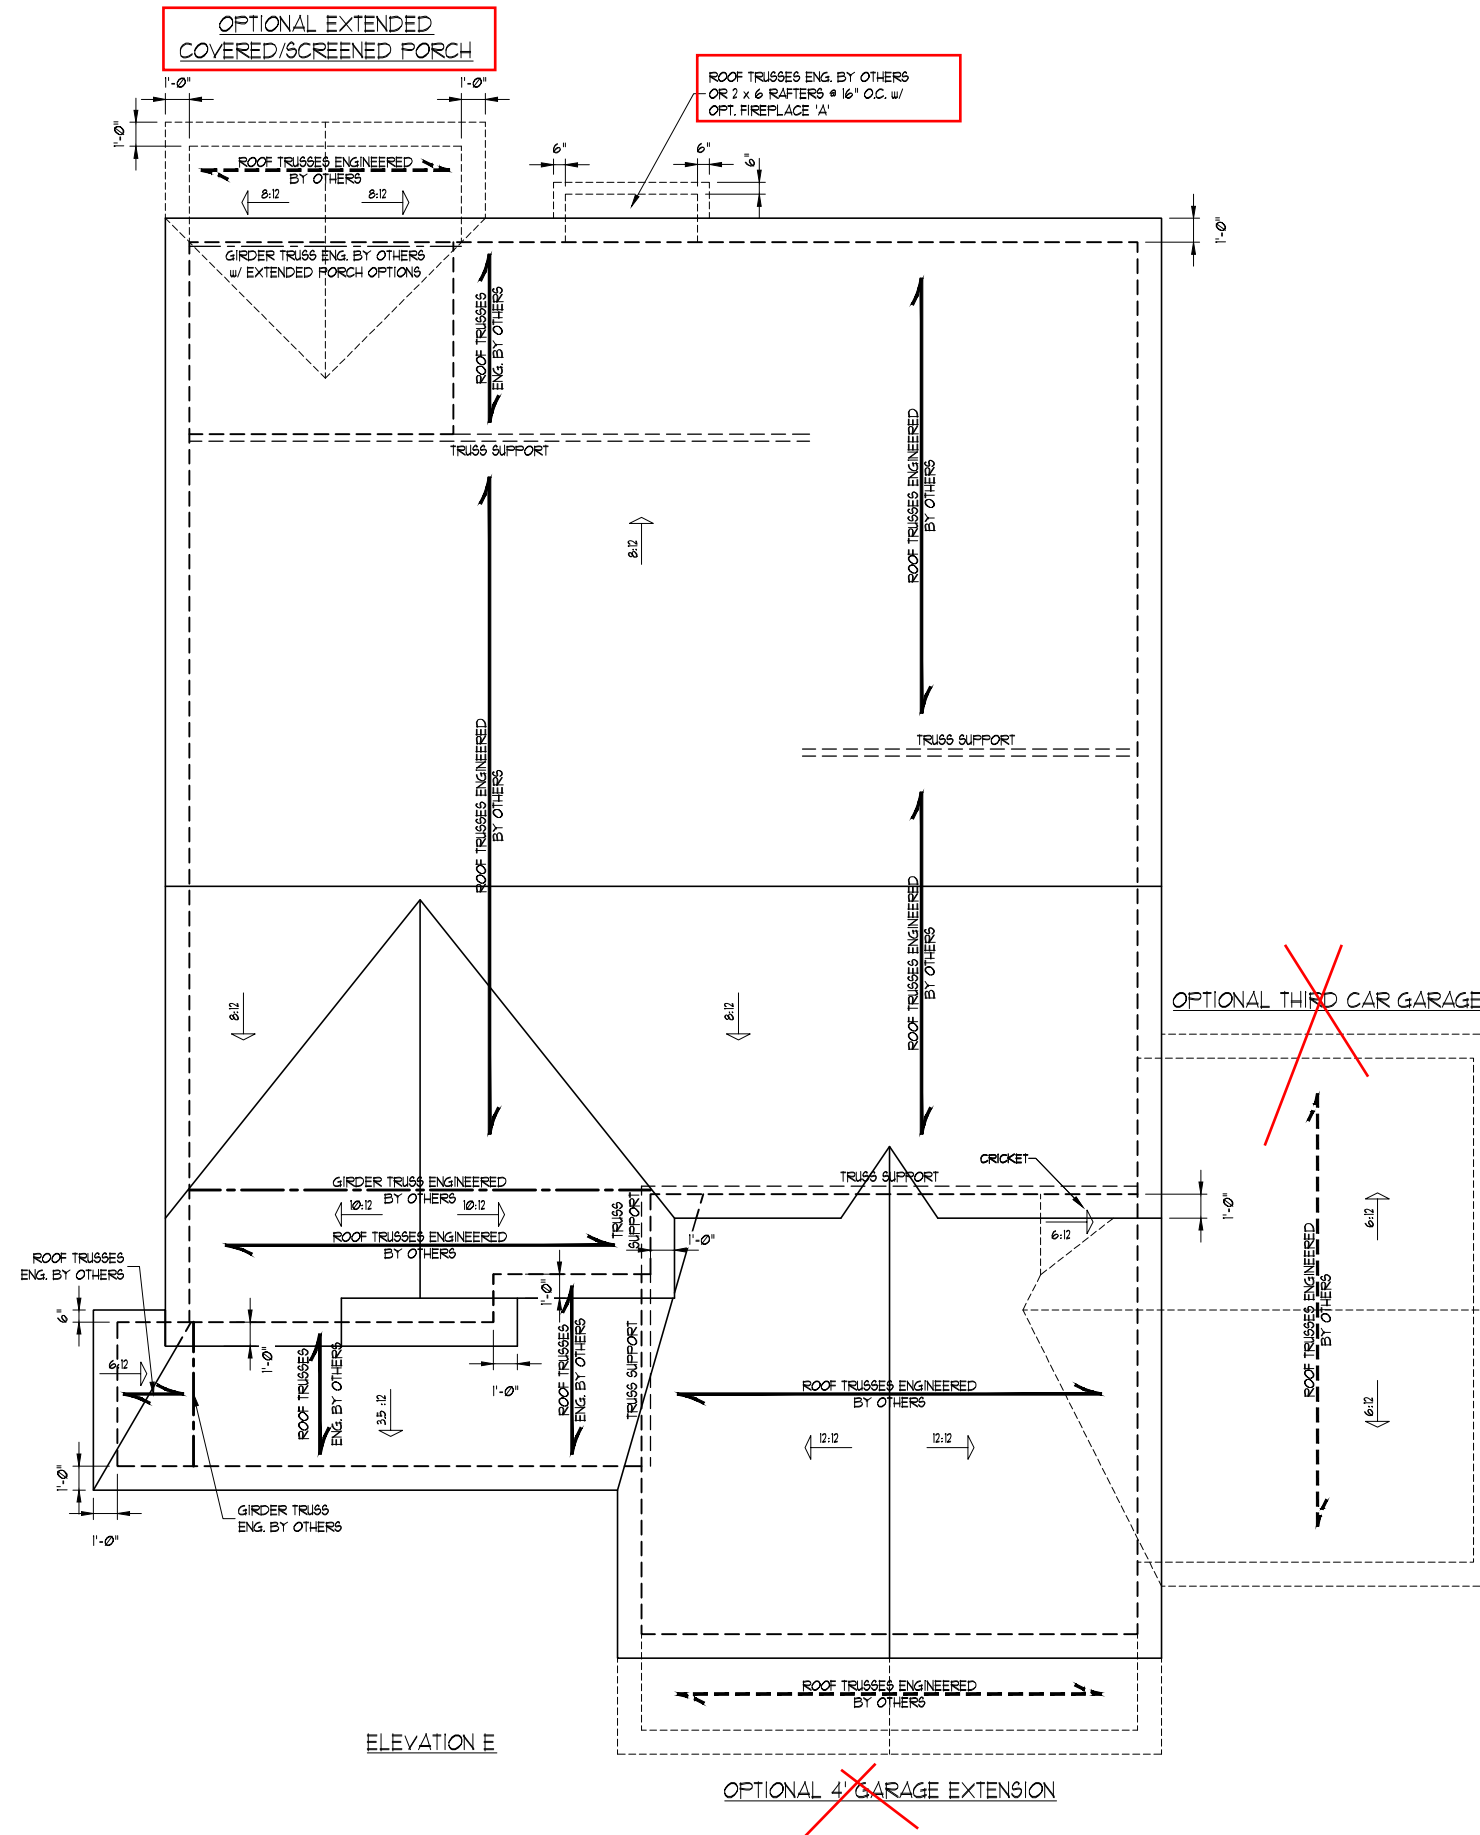 OPTIONAL EXTENDED
COVERED/SCREENED PORCH
1'-0"
1'-0"
1'-0"
ROOF TRUSSES ENG. BY OTHERS
OR 2 x 6 RAFTERS @ 16" O.C. w/
OPT. FIREPLACE 'A'
6"
6"
6"
ROOF TRUSSES ENGINEERED
BY OTHERS
8:12
8:12
1'-0"
GIRDER TRUSS ENG. BY OTHERS
w/ EXTENDED PORCH OPTIONS
ROOF TRUSSES
ENG. BY OTHERS
TRUSS SUPPORT
ROOF TRUSSES ENGINEERED
BY OTHERS
8:12
TRUSS SUPPORT
ROOF TRUSSES ENGINEERED
BY OTHERS
ROOF TRUSSES ENGINEERED
BY OTHERS
8:12
8:12
OPTIONAL THIRD CAR GARAGE
CRICKET
TRUSS SUPPORT
GIRDER TRUSS ENGINEERED
BY OTHERS
10:12
10:12
TRUSS
SUPPORT
ROOF TRUSSES ENGINEERED
BY OTHERS
1'-0"
6:12
1'-0"
6:12
ROOF TRUSSES
ENG. BY OTHERS
1'-0"
6"
1'-0"
6:12
ROOF TRUSSES
ENG. BY OTHERS
1'-0"
ROOF TRUSSES
ENG. BY OTHERS
TRUSS SUPPORT
3.5 :12
ROOF TRUSSES ENGINEERED
BY OTHERS
ROOF TRUSSES ENGINEERED
BY OTHERS
6:12
12:12
12:12
1'-0"
1'-0"
GIRDER TRUSS
ENG. BY OTHERS
ROOF TRUSSES ENGINEERED
BY OTHERS
ELEVATION E
OPTIONAL 4' GARAGE EXTENSION